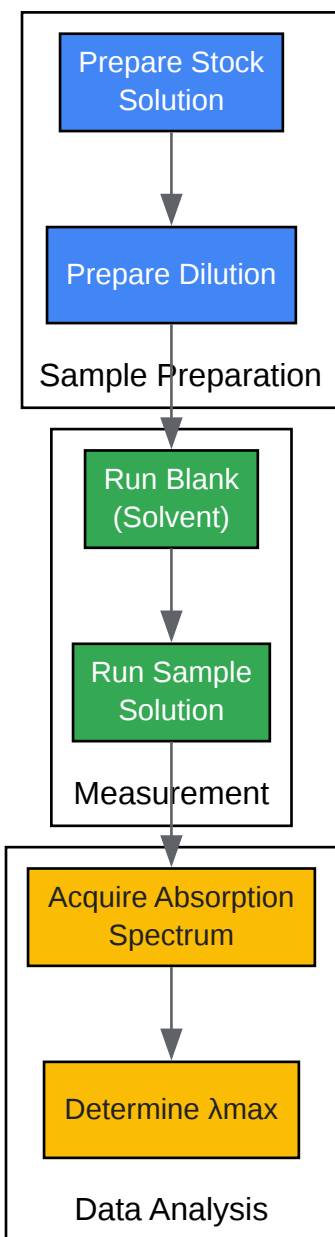 Prepare Stock
Solution
Prepare Dilution
Sample Preparation
Run Blank
(Solvent)
Run Sample
Solution
Measurement
Acquire Absorption
Spectrum
Determine λmax
Data Analysis